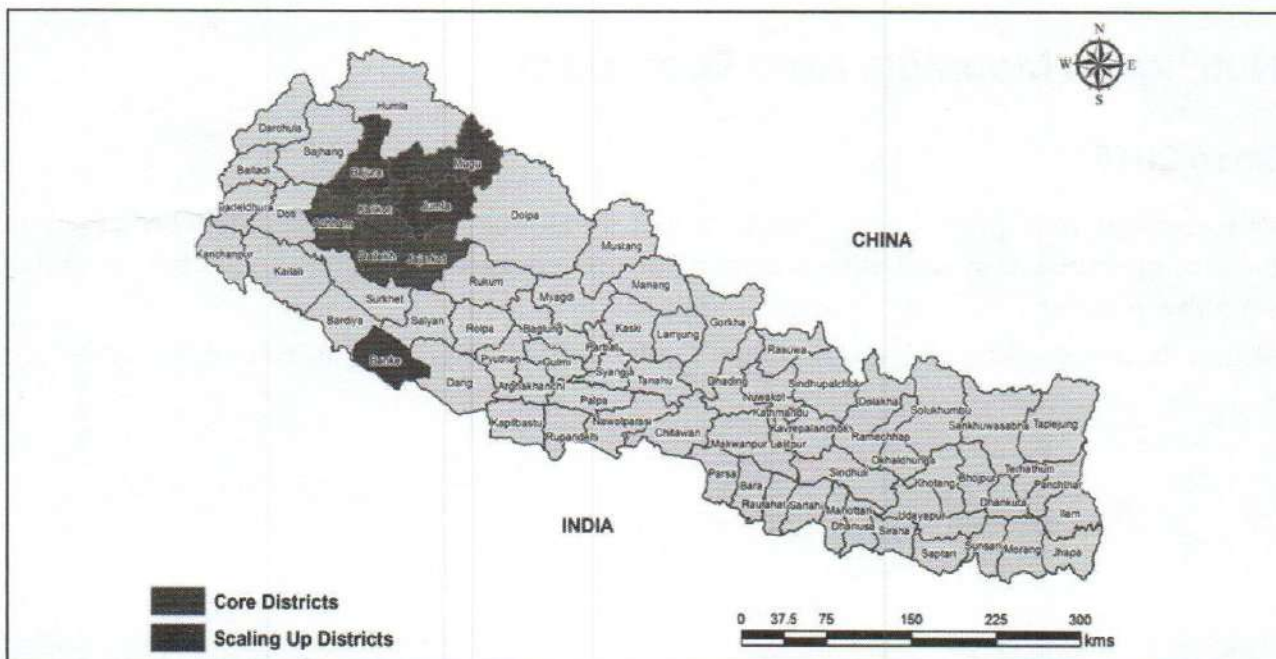 N
W
E
S
Humla
Darchula
Bajhang
Mugu
Baitadi
Bajura
Jumla
Dolpa
Doti
Kalikot
Mustang
CHINA
Kanchanpur
Kailali
Dailekh
Jajarkot
Rukum
Manang
Surkhet
Myagdi
Bardiya
Salyan
Rolpa
Baglung
Kaski
Lamjung
Gorkha
Parbat
Rasuwa
Banke
Pyuthan
Gulmi
Syangja
Dang
Arghakhanchi
Tanahu
Dhading
Sindhupalchok
Nuwakot
Dolakha
Palpa
Kathmandu
Solukhumbu
Sankhuwasabha
Taplejung
Kapilbastu
Nawalparasi
Kavrepalanchok
Rupandehi
Chitawan
Makwanpur
Lalitpur
Ramechhap
Okhaldhunga
Terhathum
Sindhuli
Khotang
Bhojpur
Panchthar
Parsa
Bara
Dhankuta
Rautahat
Sarlahi
Mahottari
Udayapur
Ilam
Dhanusa
Siraha
INDIA
Saptari
Sunsari
Morang
Jhapa
Core Districts
Scaling Up Districts
0 37.5 75 150 225 300
kms